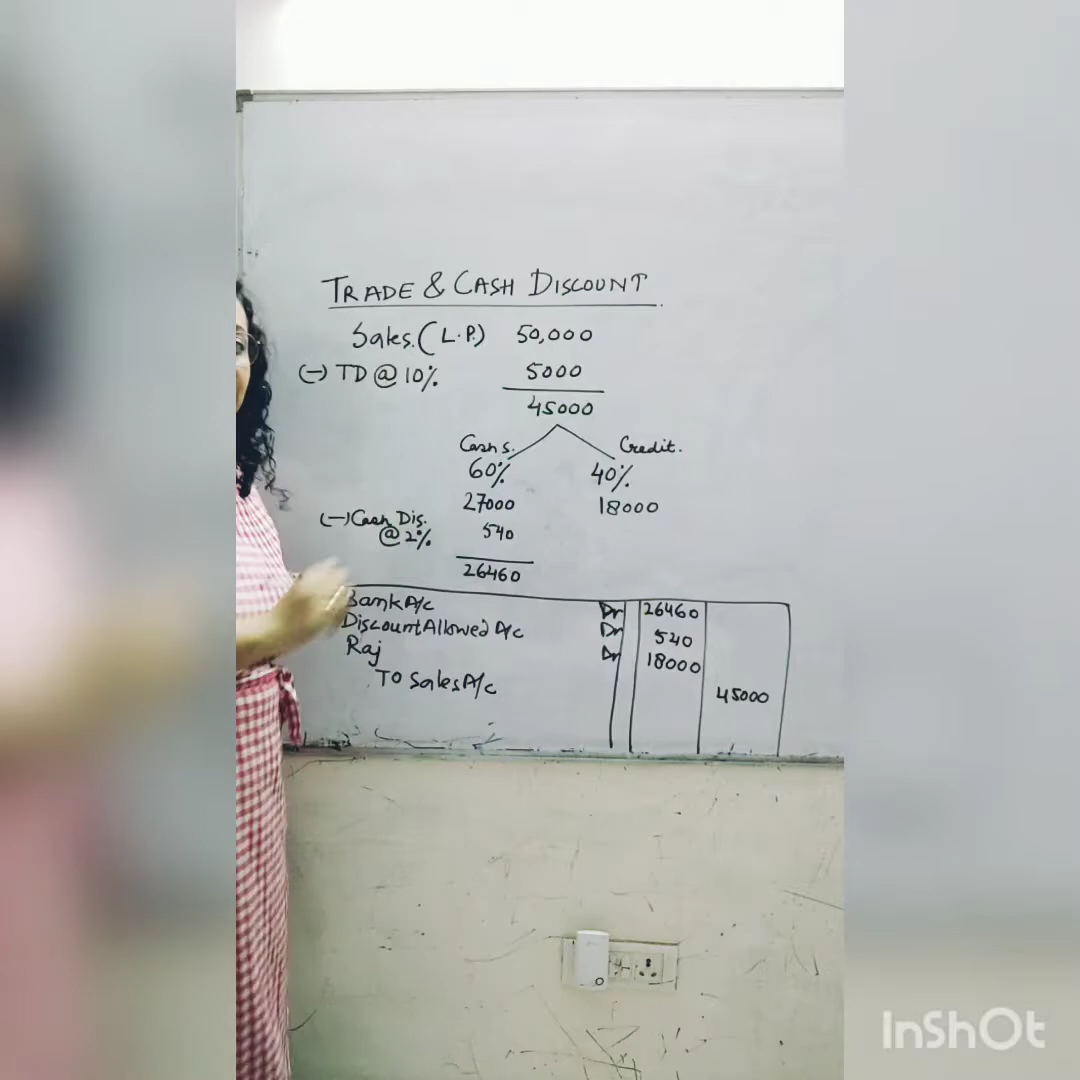 TRADE & CASH DISCOUNT
Sales.(L.P.) 50,000
(-) TD @ 10% 5000
45000
Cash s. Credit.
60% 40%
27000 18000
(-) Cash Dis. 540
@ 2%
26460
Bank A/c Dr 26460
Discount Allowed A/c Dr 540
Raj Dr 18000
To Sales A/c 45000
InShOt